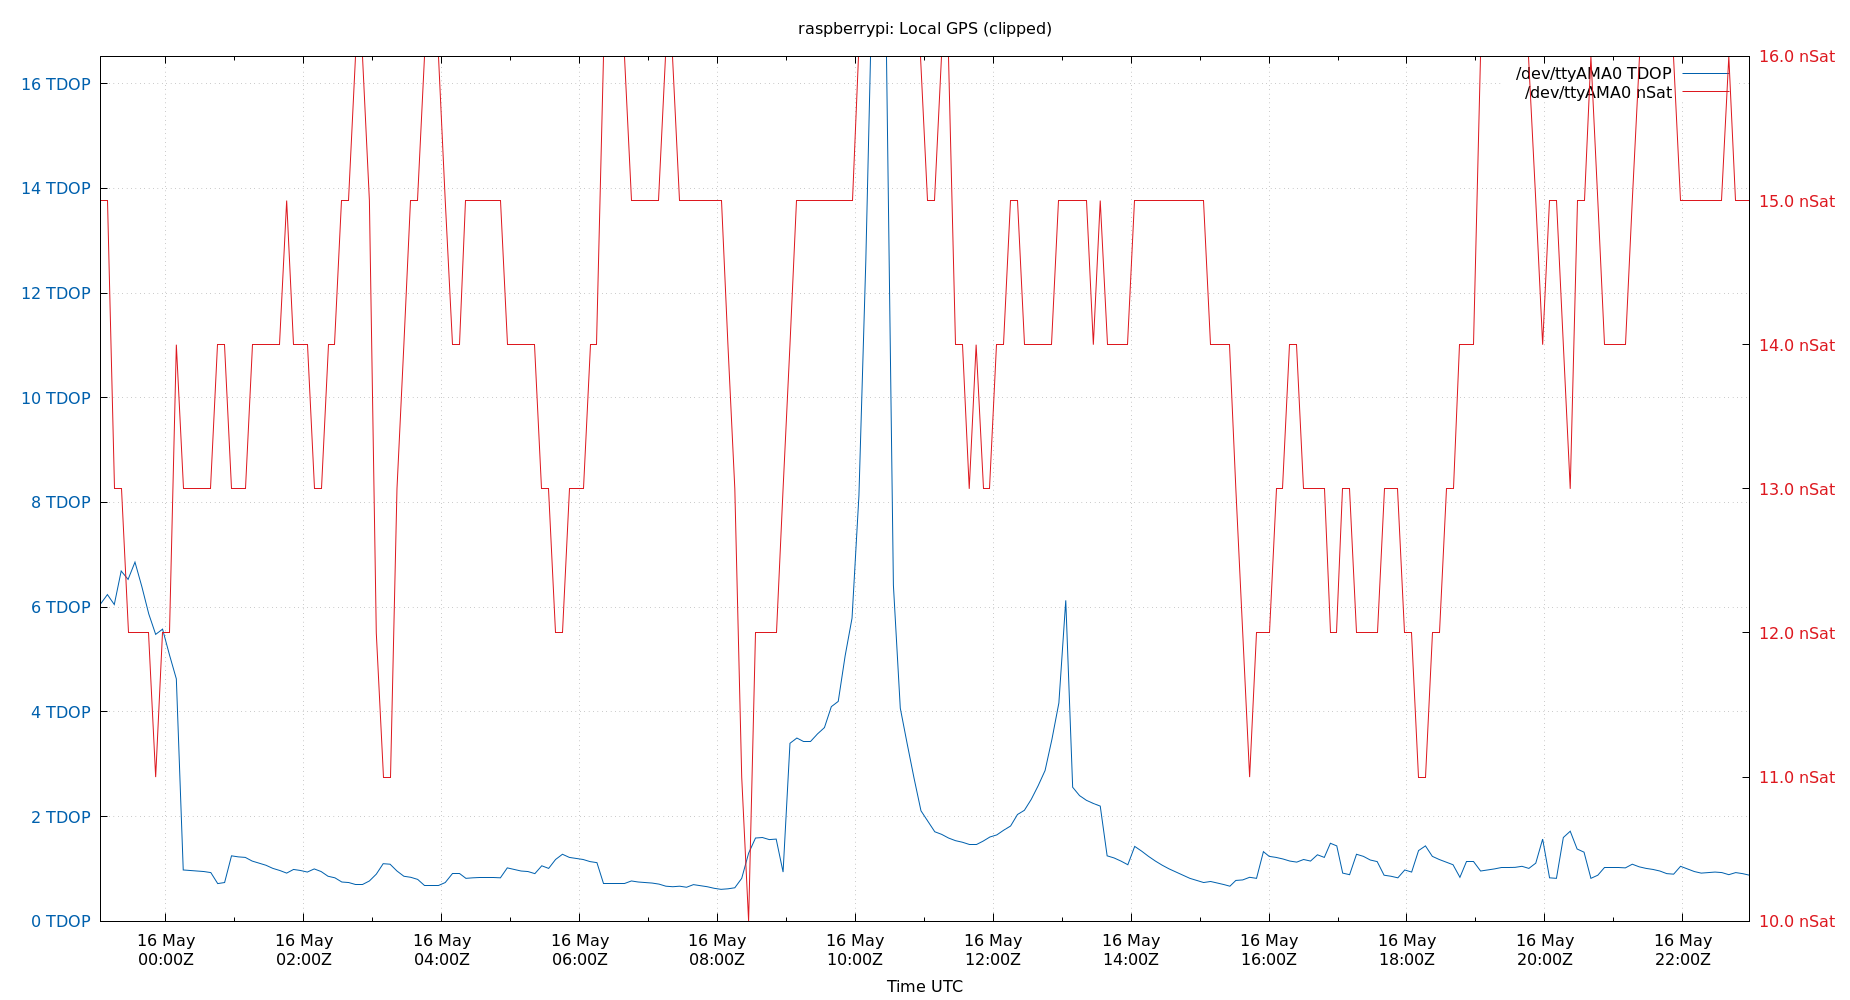 raspberrypi: Local GPS (clipped)
/dev/ttyAMA0 TDOP
/dev/ttyAMA0 nSat
16 TDOP
14 TDOP
12 TDOP
10 TDOP
8 TDOP
6 TDOP
4 TDOP
2 TDOP
0 TDOP
16.0 nSat
15.0 nSat
14.0 nSat
13.0 nSat
12.0 nSat
11.0 nSat
10.0 nSat
16 May
00:00Z
16 May
02:00Z
16 May
04:00Z
16 May
06:00Z
16 May
08:00Z
16 May
10:00Z
16 May
12:00Z
16 May
14:00Z
16 May
16:00Z
16 May
18:00Z
16 May
20:00Z
16 May
22:00Z
Time UTC